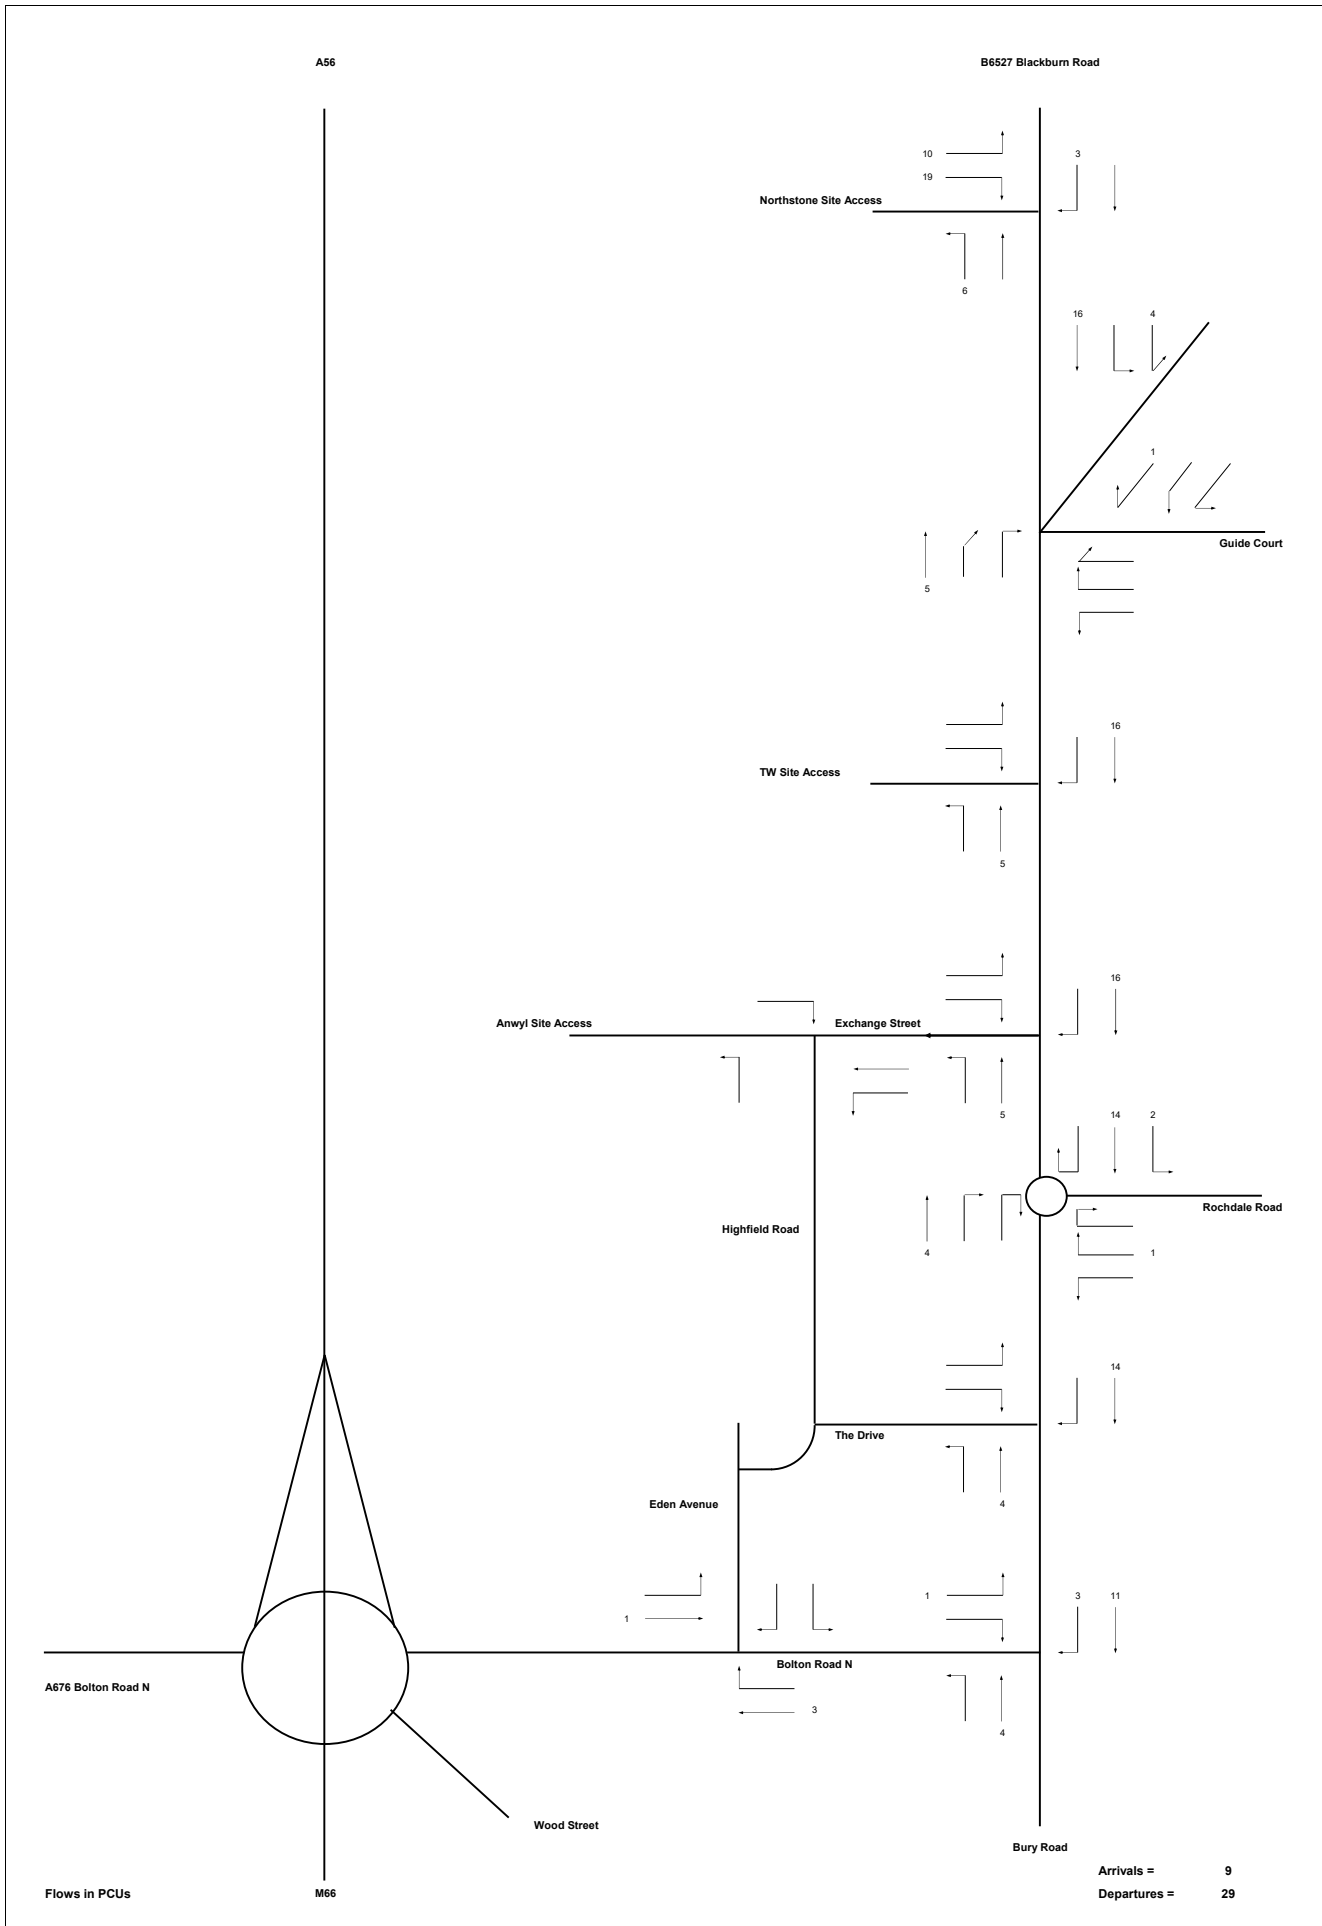 A56
B6527 Blackburn Road
10
3
19
Northstone Site Access
6
16
4
1
Guide Court
5
16
TW Site Access
5
16
Anwyl Site Access
Exchange Street
5
14
2
Rochdale Road
Highfield Road
4
1
14
The Drive
Eden Avenue
4
1
3
11
1
Bolton Road N
A676 Bolton Road N
3
4
Wood Street
Bury Road
Arrivals = 9
Flows in PCUs
M66
Departures = 29